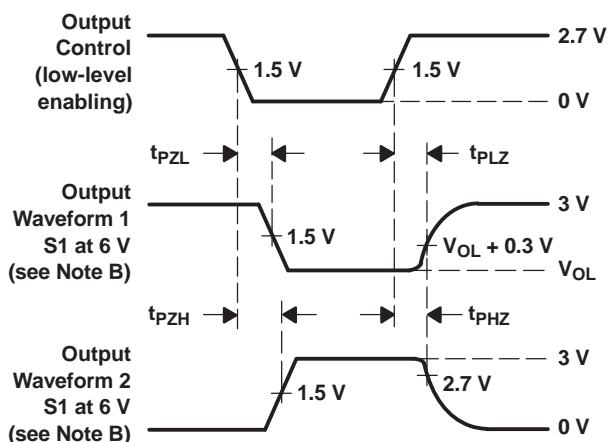 Output
Control
(low-level
enabling)
2.7 V
1.5 V
1.5 V
0 V
tPZL
tPLZ
Output
Waveform 1
S1 at 6 V
(see Note B)
3 V
1.5 V
VOL + 0.3 V
VOL
tPZH
tPHZ
Output
Waveform 2
S1 at 6 V
(see Note B)
3 V
1.5 V
2.7 V
0 V